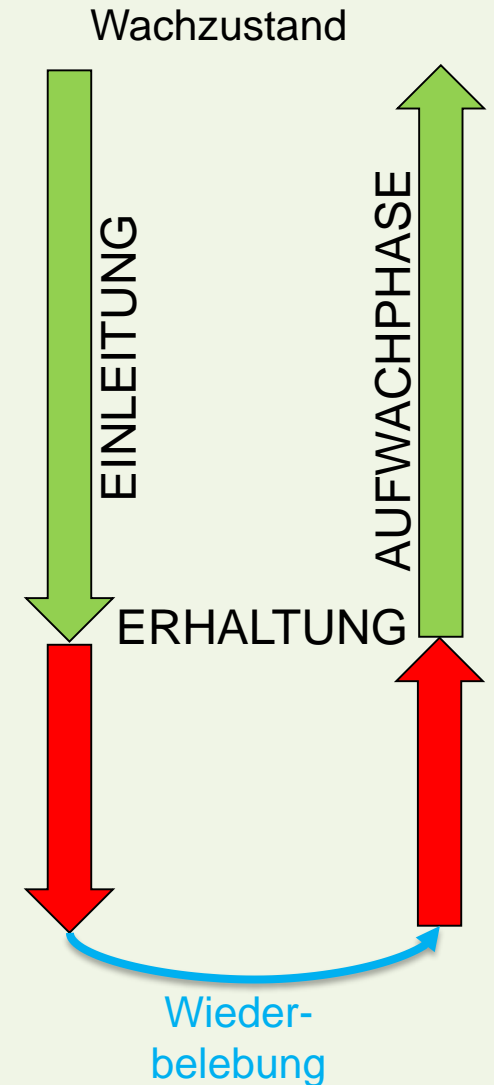 Wachzustand
EINLEITUNG
AUFWACHPHASE
ERHALTUNG
Wieder-
belebung